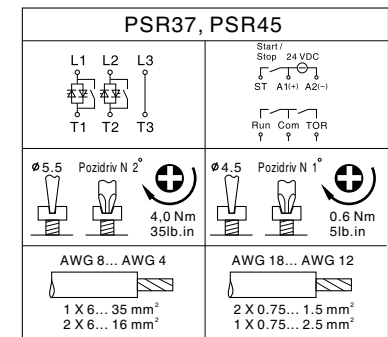 PSR37, PSR45
L1 L2 L3
T1 T2 T3
Start /
Stop 24 VDC
ST A1(+) A2(−)
Run Com TOR
ø5.5 Pozidriv N 2°
4,0 Nm
35lb.in
ø4.5 Pozidriv N 1°
0.6 Nm
5lb.in
AWG 8... AWG 4
1 X 6... 35 mm²
2 X 6... 16 mm²
AWG 18... AWG 12
2 X 0.75... 1.5 mm²
1 X 0.75... 2.5 mm²